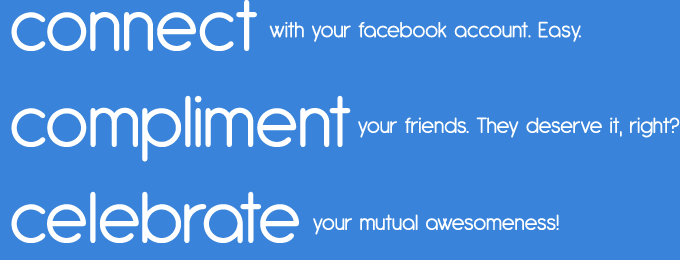 connect with your facebook account. Easy.
compliment your friends. They deserve it, right?
celebrate your mutual awesomeness!